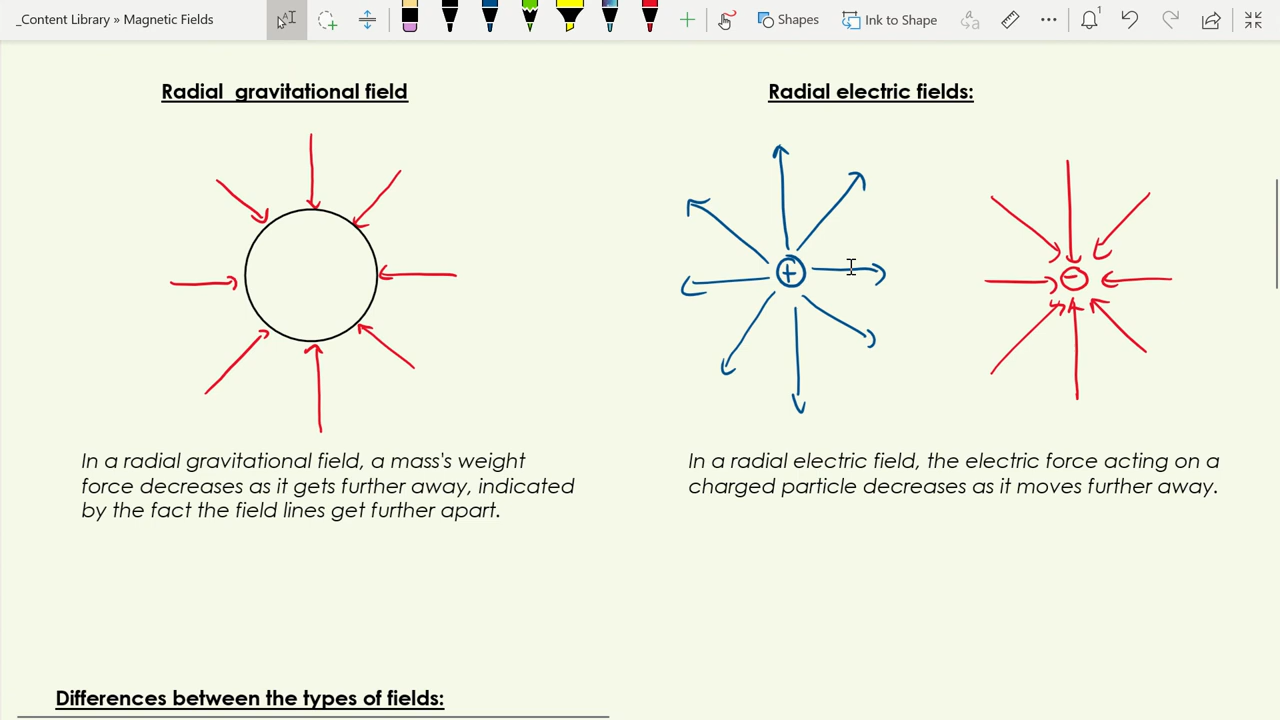 _Content Library » Magnetic Fields
Shapes
Ink to Shape
1
Radial gravitational field
Radial electric fields:
+
−
In a radial gravitational field, a mass's weight
force decreases as it gets further away, indicated
by the fact the field lines get further apart.
In a radial electric field, the electric force acting on a
charged particle decreases as it moves further away.
Differences between the types of fields: